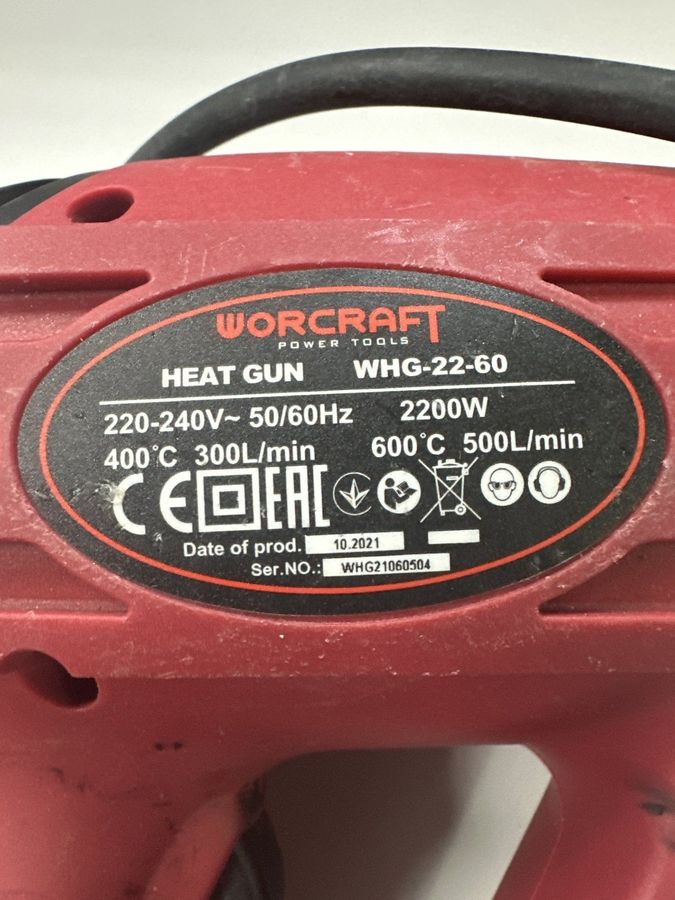 WORCRAFT
POWER TOOLS
HEAT GUN WHG-22-60
220-240V~ 50/60Hz 2200W
400°C 300L/min 600°C 500L/min
CE EAC
Date of prod. 10.2021
Ser.NO.: WHG21060504